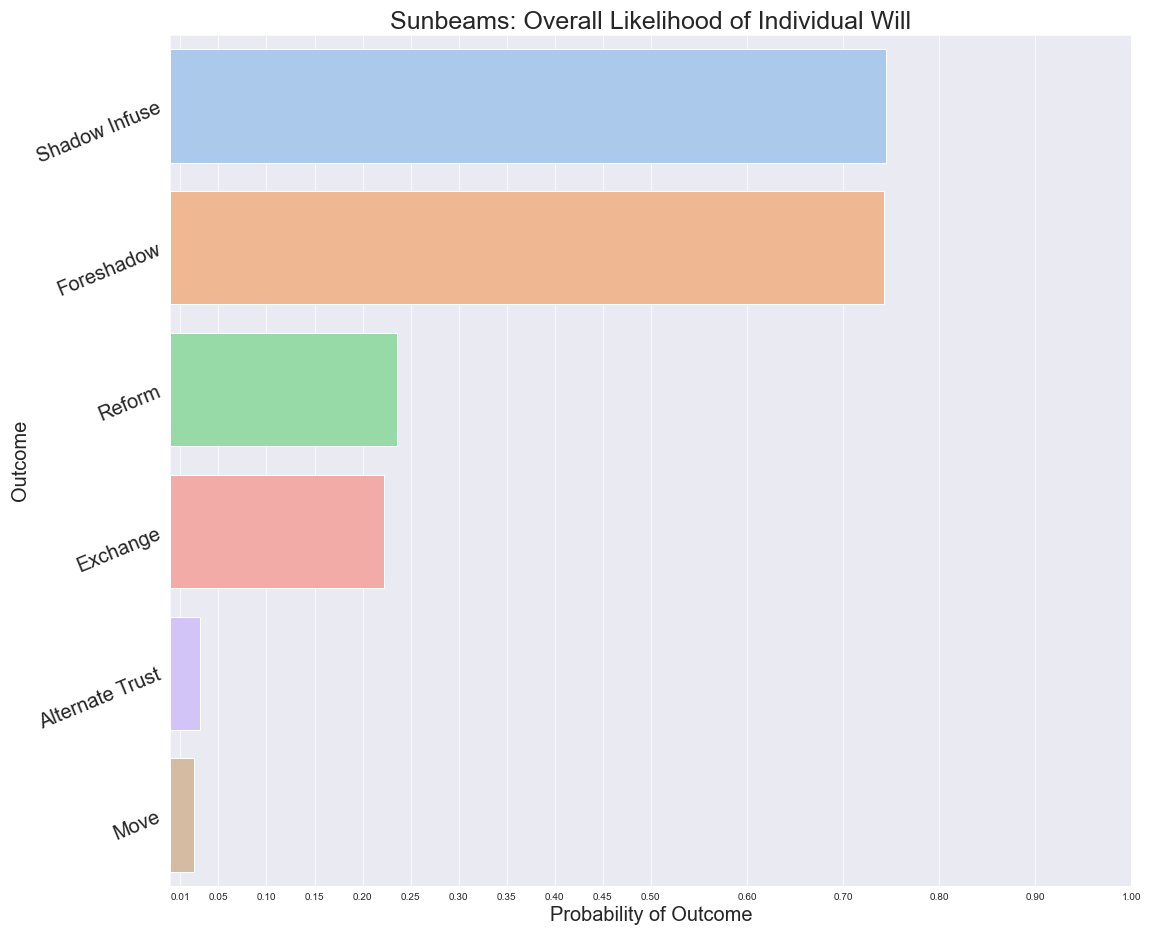 Sunbeams: Overall Likelihood of Individual Will
Shadow Infuse
Foreshadow
Reform
Exchange
Alternate Trust
Move
Outcome
0.01 0.05 0.10 0.15 0.20 0.25 0.30 0.35 0.40 0.45 0.50 0.60 0.70 0.80 0.90 1.00
Probability of Outcome